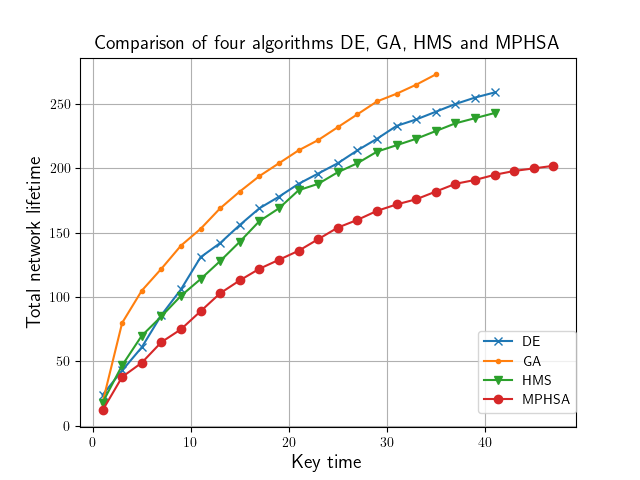 Comparison of four algorithms DE, GA, HMS and MPHSA
Total network lifetime
250
200
150
100
50
0
0 10 20 30 40
Key time
DE
GA
HMS
MPHSA